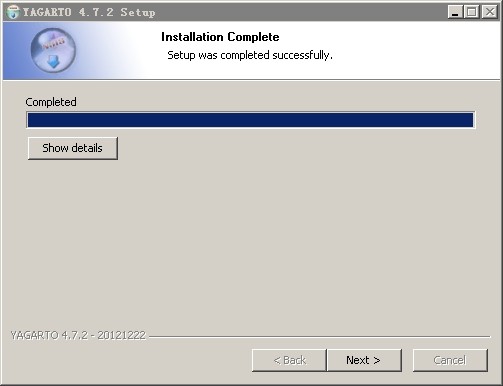 YAGARTO 4.7.2 Setup
Installation Complete
Setup was completed successfully.
Completed
Show details
YAGARTO 4.7.2 - 20121222
< Back
Next >
Cancel